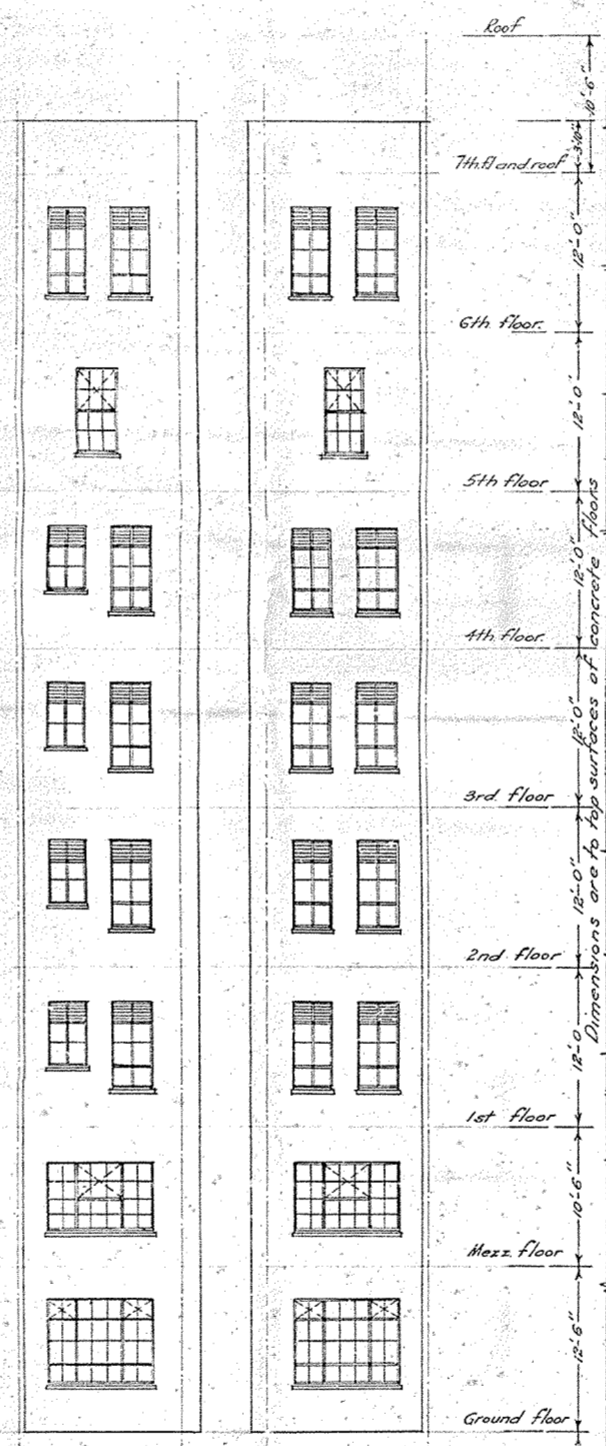 Roof
10'-6"
3'-10"
7th.fl and roof
12'-0"
6th floor.
12'-0'
5th floor
12'-0"
4th floor.
12'-0"
3rd. floor
12'-0"
2nd floor
12'-0
1st floor
10'-6"
Mezz. floor
12'-6"
Ground floor
Dimensions are to top surfaces of concrete floors